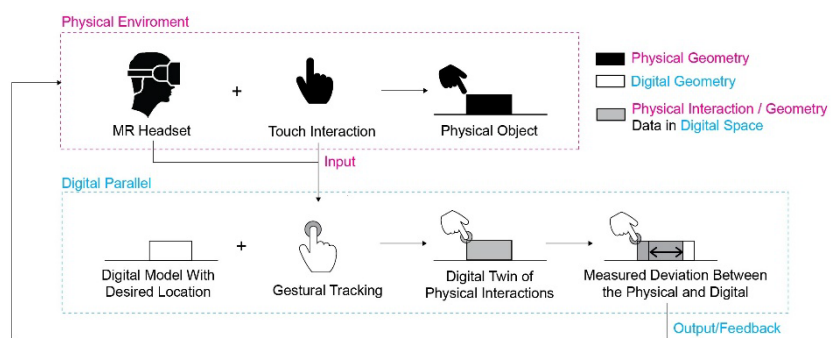 Physical Enviroment
MR Headset
+
Touch Interaction
Physical Object
Physical Geometry
Digital Geometry
Physical Interaction / Geometry
Data in Digital Space
Input
Digital Parallel
Digital Model With
Desired Location
+
Gestural Tracking
Digital Twin of
Physical Interactions
Measured Deviation Between
the Physical and Digital
Output/Feedback